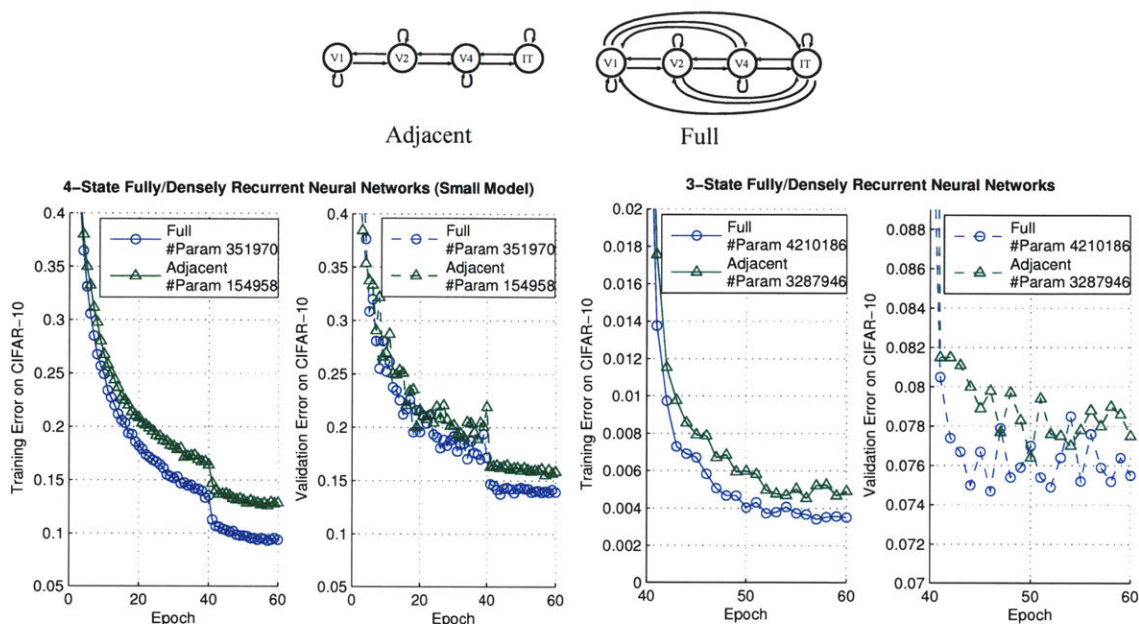 V1
V2
V4
IT
V1
V2
V4
IT
Adjacent
Full
4-State Fully/Densely Recurrent Neural Networks (Small Model)
Training Error on CIFAR-10
0.4
0.35
0.3
0.25
0.2
0.15
0.1
0.05
Full
#Param 351970
Adjacent
#Param 154958
0
20
40
60
Epoch
Validation Error on CIFAR-10
0.4
0.35
0.3
0.25
0.2
0.15
0.1
0.05
Full
#Param 351970
Adjacent
#Param 154958
0
20
40
60
Epoch
3-State Fully/Densely Recurrent Neural Networks
Training Error on CIFAR-10
0.02
0.018
0.016
0.014
0.012
0.01
0.008
0.006
0.004
0.002
0
Full
#Param 4210186
Adjacent
#Param 3287946
40
50
60
Epoch
Validation Error on CIFAR-10
0.088
0.086
0.084
0.082
0.08
0.078
0.076
0.074
0.072
0.07
Full
#Param 4210186
Adjacent
#Param 3287946
40
50
60
Epoch